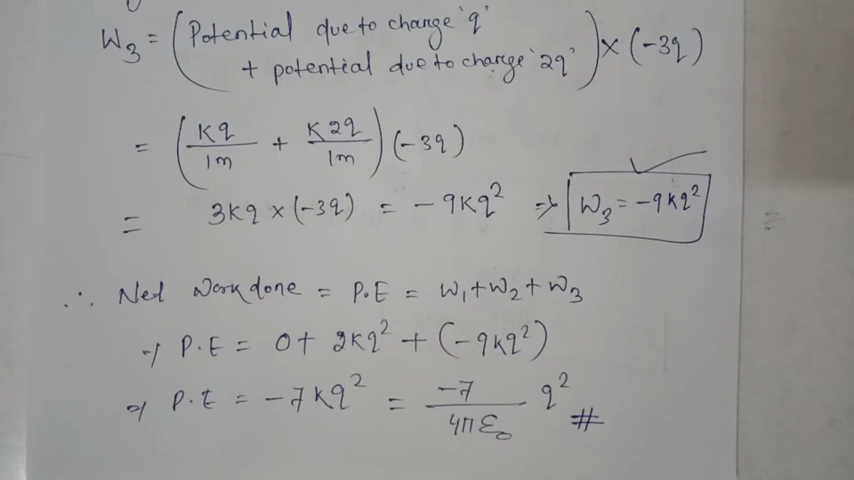 W₃ = (Potential due to charge 'q'
+ potential due to charge '2q') × (-3q)
= (Kq/1m + K2q/1m) (-3q)
= 3Kq × (-3q) = -9Kq² ⇒ W₃ = -9Kq²
∴ Net Work done = P.E = W₁+W₂+W₃
⇒ P.E = 0+ 2Kq² + (-9Kq²)
⇒ P.E = -7Kq² = -7/4πε₀ q² #